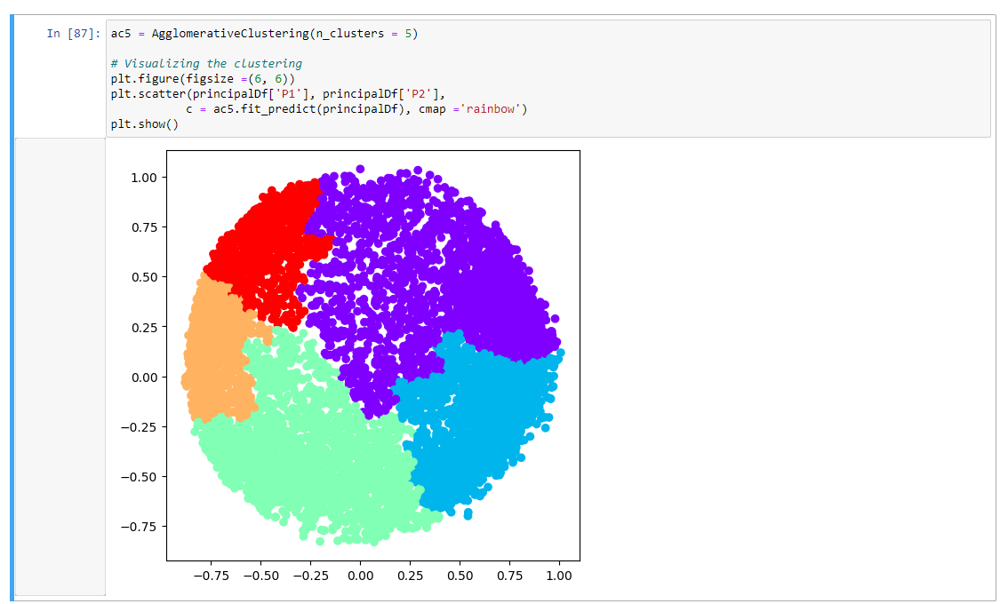 In [87]: ac5 = AgglomerativeClustering(n_clusters = 5)
# Visualizing the clustering
plt.figure(figsize =(6, 6))
plt.scatter(principalDf['P1'], principalDf['P2'],
c = ac5.fit_predict(principalDf), cmap ='rainbow')
plt.show()
1.00
0.75
0.50
0.25
0.00
−0.25
−0.50
−0.75
−0.75 −0.50 −0.25 0.00 0.25 0.50 0.75 1.00